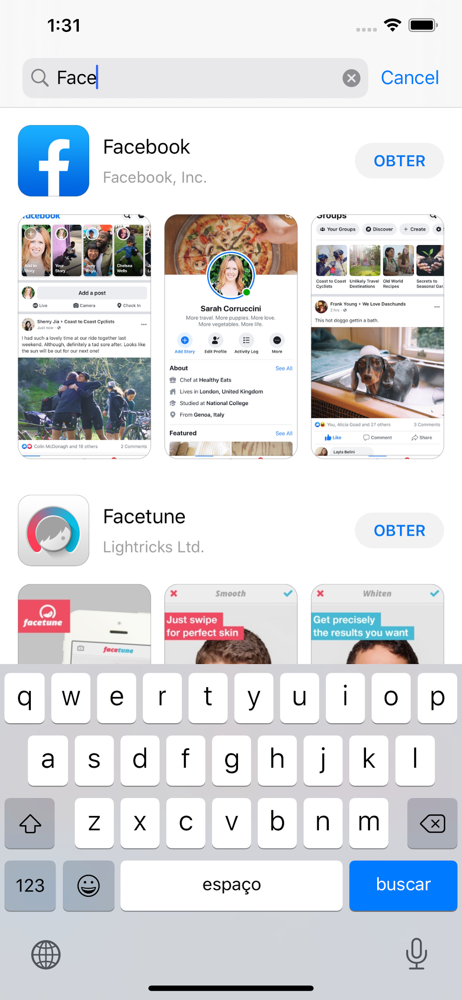 1:31
Face
Cancel
Facebook
Facebook, Inc.
OBTER
facebook
Add to
Story
Your
Story
Joey
Rhyu
Chelsea
Wells
Add a post
Live
Camera
Check In
Sherry Jia ▸ Coast to Coast Cyclists
Just now ·
I had such a lovely time at our ride together last
weekend. Although, definitely a tad sore after. Looks like
the sun will be out for our next one!
Colin McDonagh and 18 others
2 Comments
Sarah Corruccini
More travel. More puppies. More love.
More vegetables. More life.
Add Story
Edit Profile
Activity Log
More
About
See All
Chef at Healthy Eats
Lives in London, United Kingdom
Studied at National College
From Genoa, Italy
Featured
See All
Groups
Your Groups
Discover
+ Create
Coast to Coast
Cyclists
Unlikely Travel
Destinations
Old World
Recipes
Secrets to
Seasonal Gar
Frank Young ▸ We Love Daschunds
2 hrs ·
This hot doggo gettin a bath.
You, Alicia Goad and 27 others
3 Comments
Like
Comment
Share
Layla Belini
Facetune
Lightricks Ltd.
OBTER
facetune
facetune
Smooth
Just swipe
for perfect skin
Whiten
Get precisely
the results you want
q w e r t y u i o p
a s d f g h j k l
z x c v b n m
123
espaço
buscar